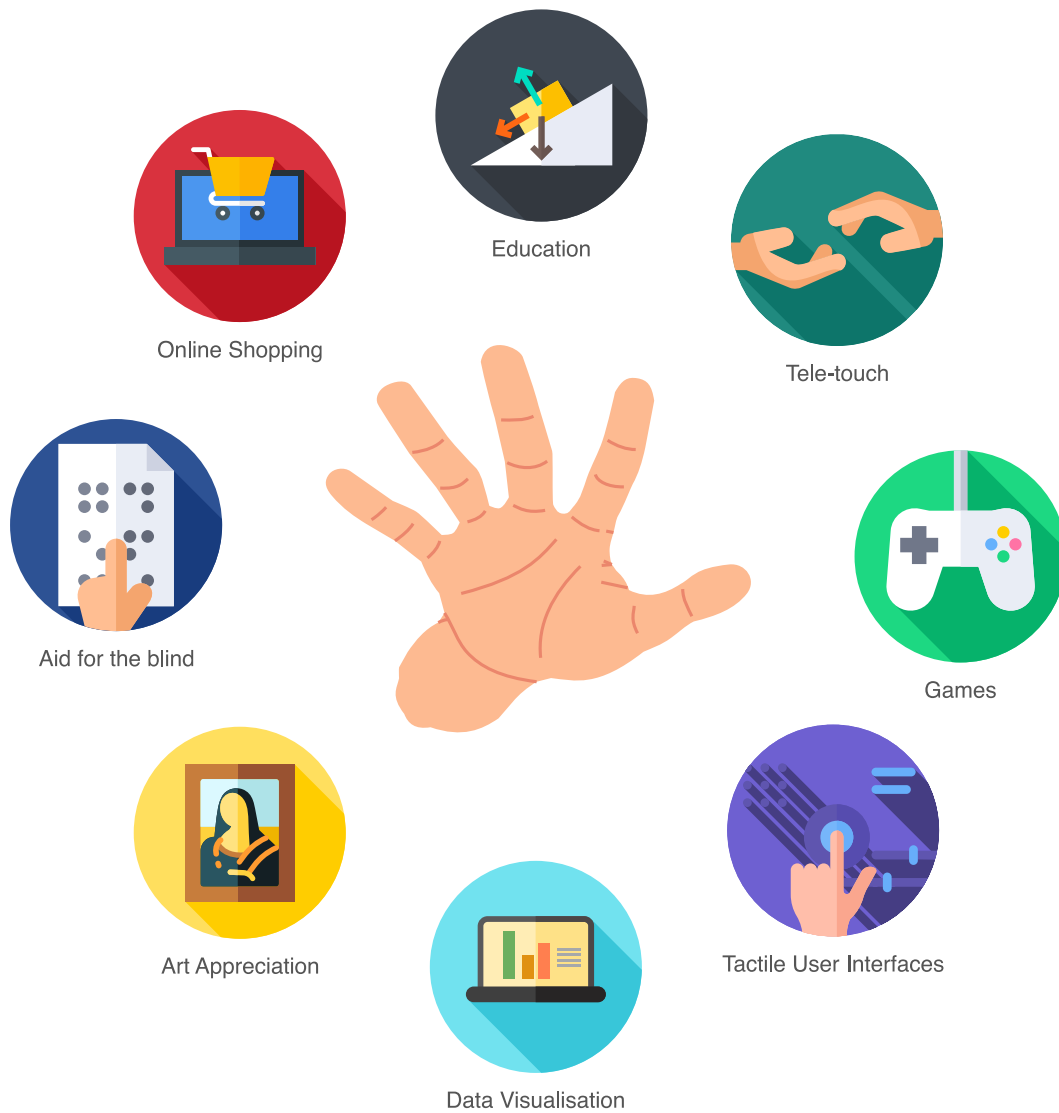 Education
Online Shopping
Tele-touch
Aid for the blind
Games
Art Appreciation
Tactile User Interfaces
Data Visualisation